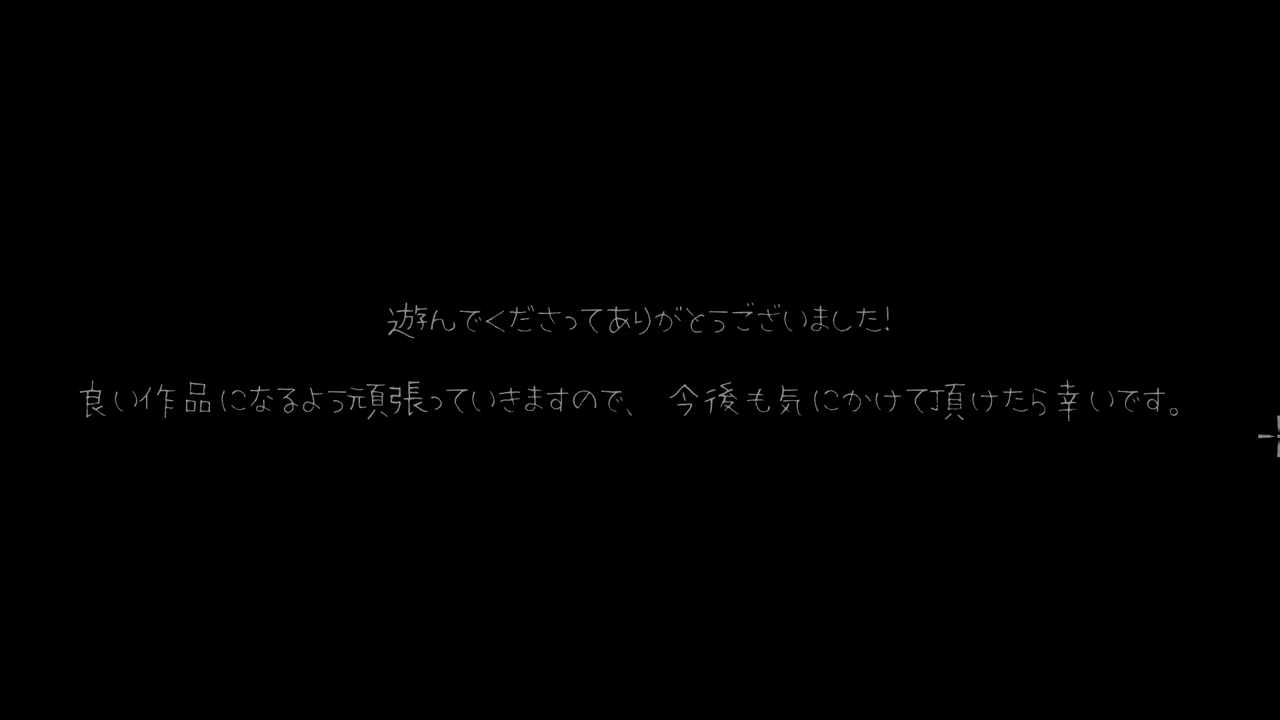 遊んでくださってありがとうございました!
良い作品になるよう頑張っていきますので、 今後も気にかけて頂けたら幸いです。